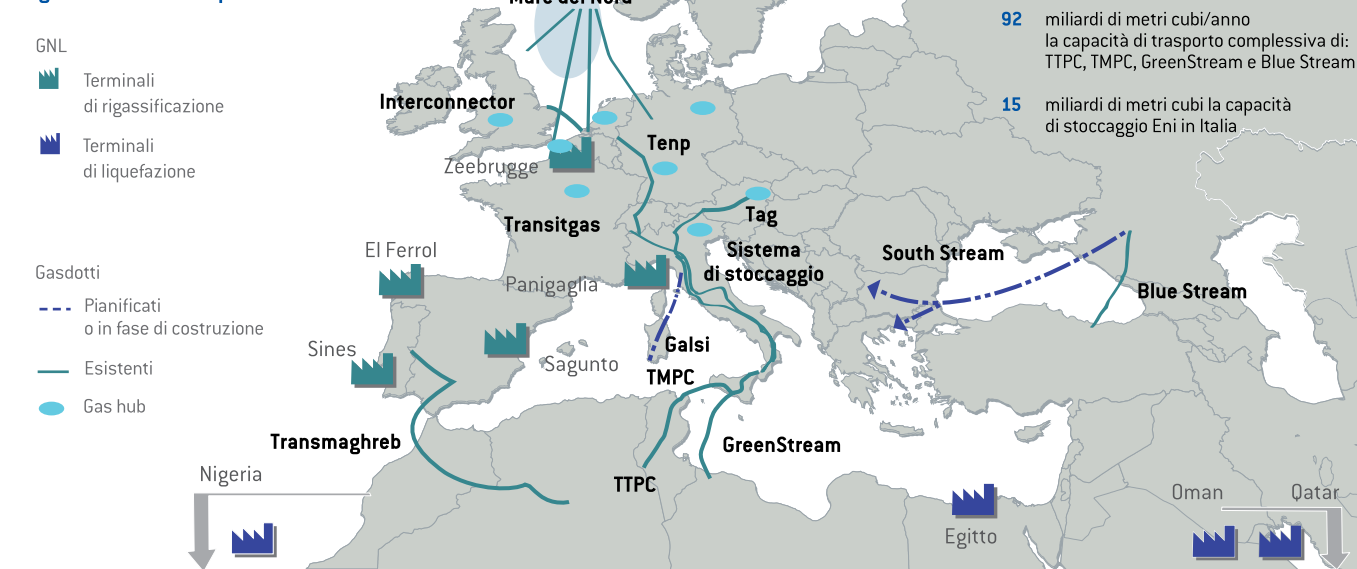 Mare del Nord
92 miliardi di metri cubi/anno
la capacità di trasporto complessiva di:
TTPC, TMPC, GreenStream e Blue Stream
15 miliardi di metri cubi la capacità
di stoccaggio Eni in Italia
GNL
Terminali
di rigassificazione
Terminali
di liquefazione
Gasdotti
Pianificati
o in fase di costruzione
Esistenti
Gas hub
Interconnector
Tenp
Zeebrugge
Transitgas
Tag
El Ferrol
Sistema
di stoccaggio
South Stream
Panigaglia
Blue Stream
Sines
Galsi
Sagunto
TMPC
Transmaghreb
GreenStream
Nigeria
TTPC
Oman
Qatar
Egitto